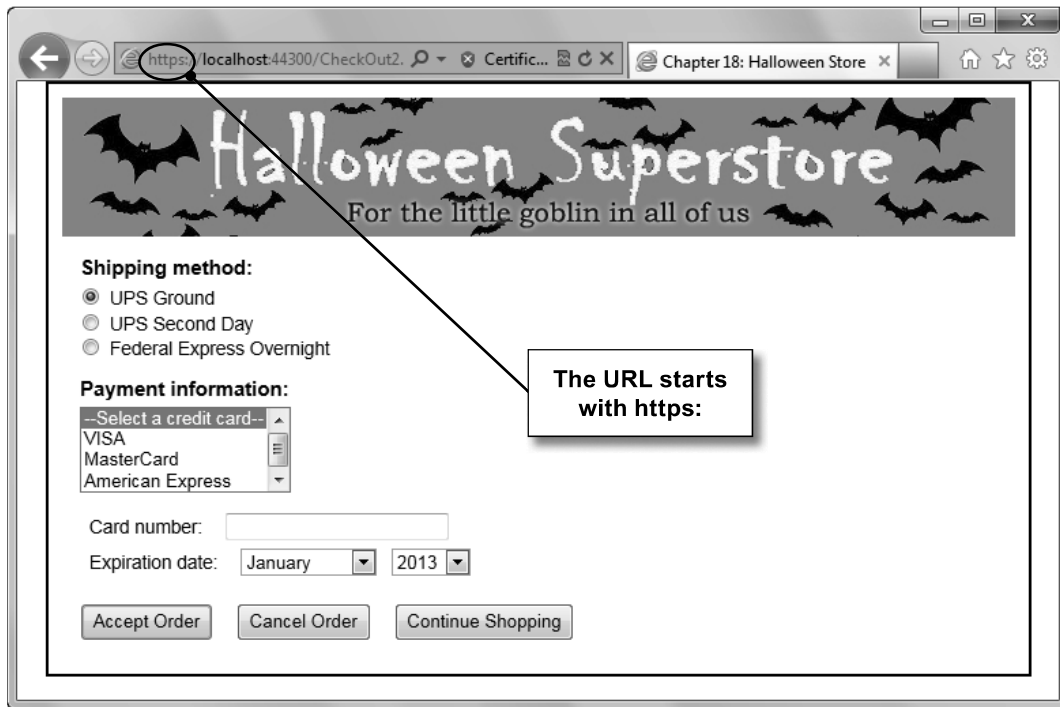 https://localhost:44300/CheckOut2. Certific... Chapter 18: Halloween Store
Halloween Superstore
For the little goblin in all of us
Shipping method:
UPS Ground
UPS Second Day
Federal Express Overnight
The URL starts
with https:
Payment information:
--Select a credit card--
VISA
MasterCard
American Express
Card number:
Expiration date: January 2013
Accept Order Cancel Order Continue Shopping